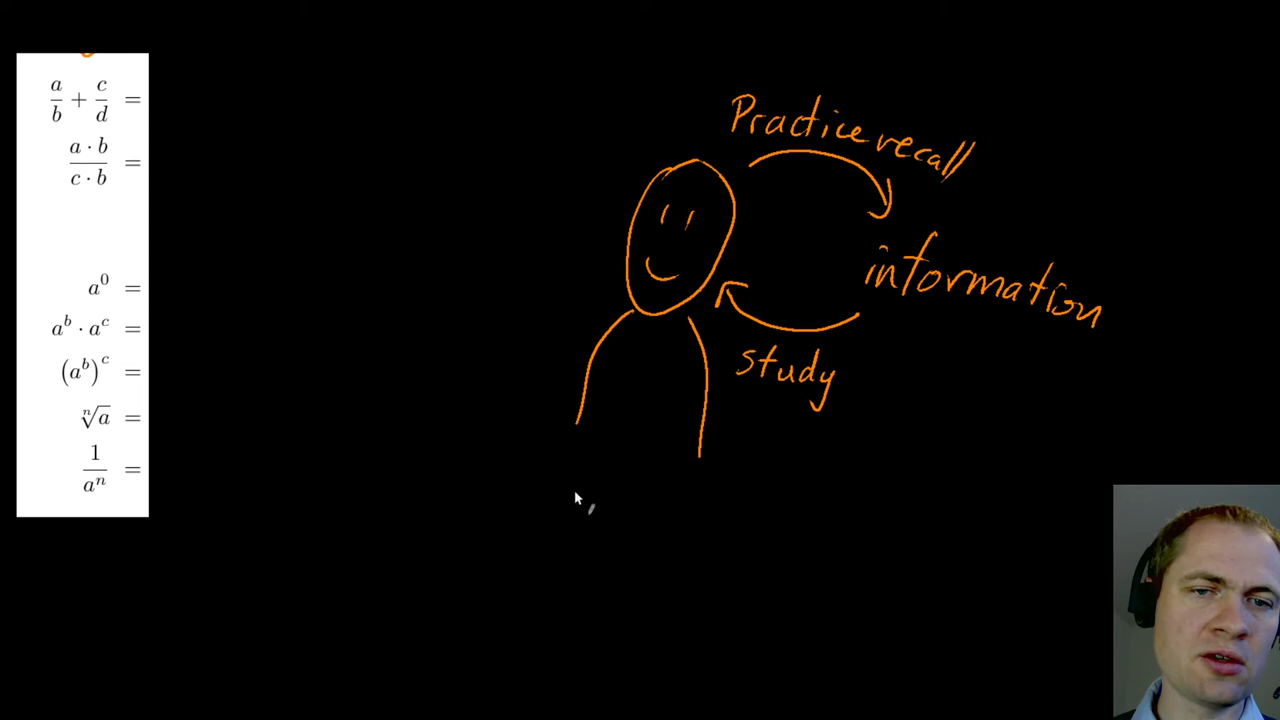 a/b + c/d =
a · b / c · b =
a^0 =
a^b · a^c =
(a^b)^c =
ⁿ√a =
1/a^n =
Practice recall
information
study